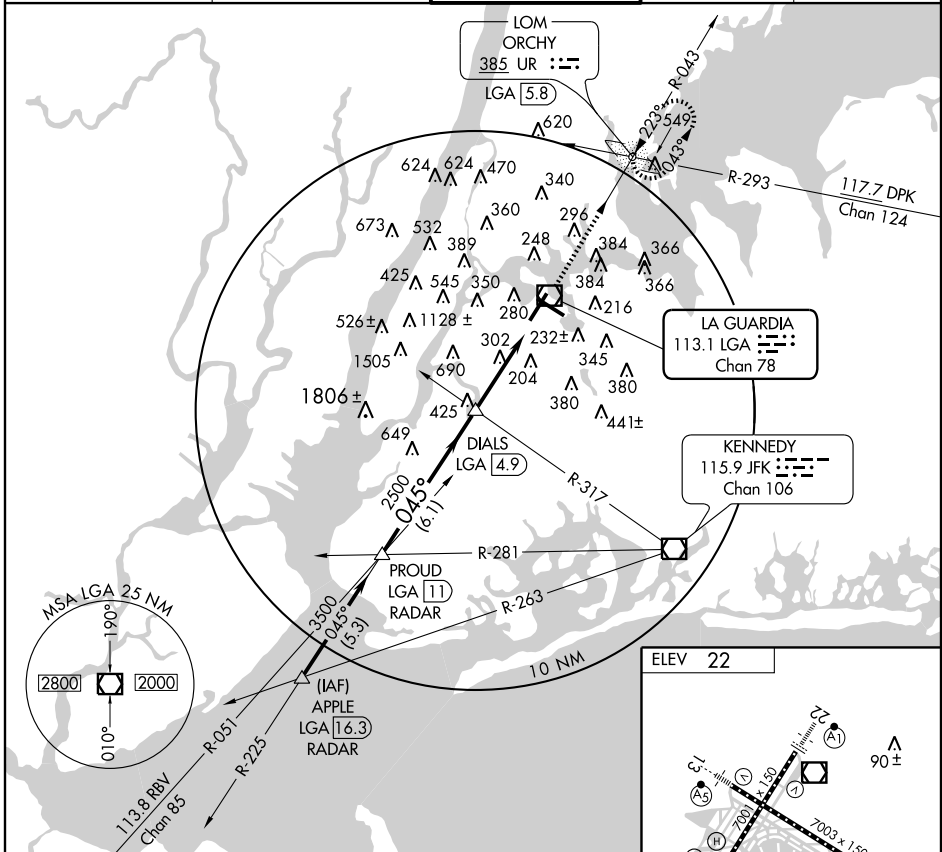 LOM
ORCHY
385 UR
LGA 5.8
R-043
223°
549
043°
R-293
117.7 DPK
Chan 124
620
624
624
470
340
673
532
360
296
389
248
384
366
425
545
350
384
366
280
216
526±
1128 ±
LA GUARDIA
113.1 LGA
Chan 78
302
232±
345
1505
690
204
380
380
1806 ±
425
441±
649
DIALS
LGA 4.9
KENNEDY
115.9 JFK
Chan 106
2500
045°
(6.1)
R-317
R-281
PROUD
LGA 11
RADAR
R-263
3500
045°
(5.3)
MSA LGA 25 NM
190°
2800
2000
010°
(IAF)
APPLE
LGA 16.3
RADAR
10 NM
R-051
R-225
113.8 RBV
Chan 85
ELEV 22
22
A1
90 ±
13
V
A5
V
7001 x 150
H
7003 x 150